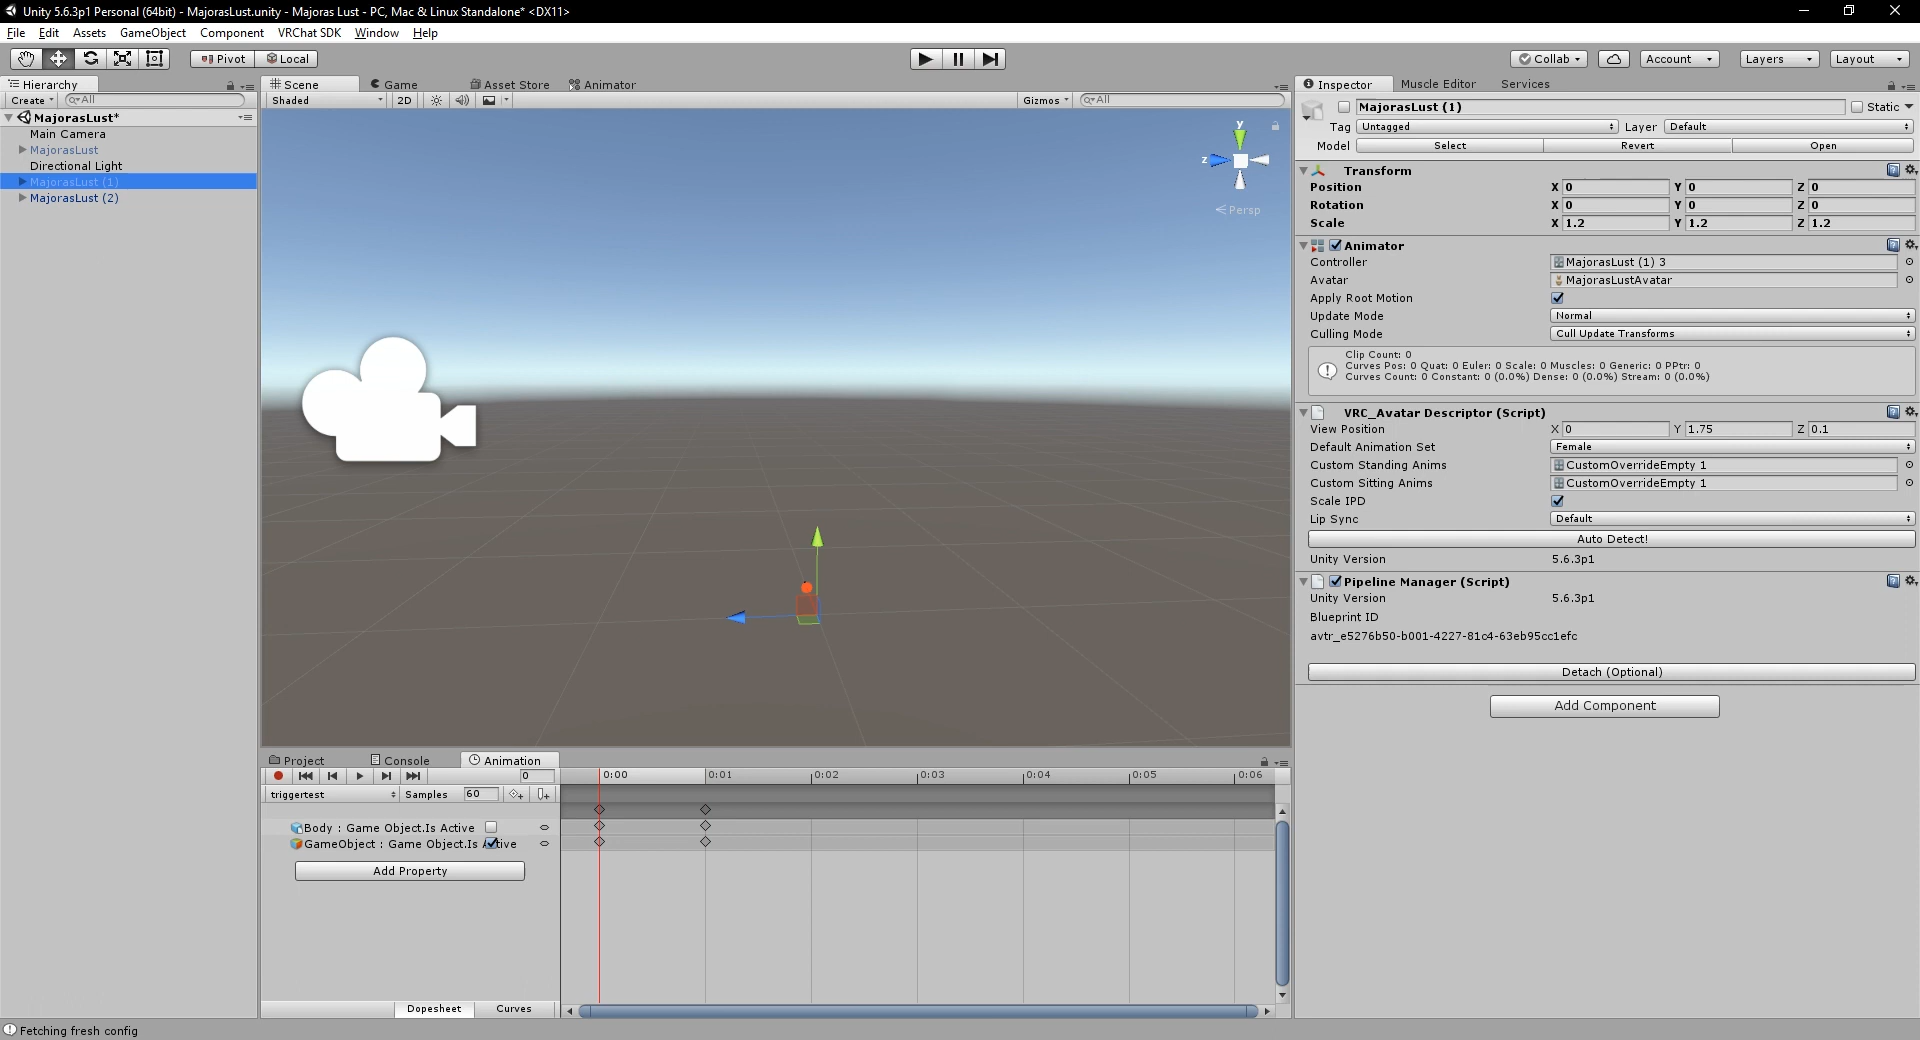 Unity 5.6.3p1 Personal (64bit) - MajorasLust.unity - Majoras Lust - PC, Mac & Linux Standalone* <DX11>
File Edit Assets GameObject Component VRChat SDK Window Help
Pivot Local Collab Account Layers Layout
Hierarchy
Create All
MajorasLust*
Main Camera
MajorasLust
Directional Light
MajorasLust (1)
MajorasLust (2)
Scene Game Asset Store Animator
Shaded 2D Gizmos All
y
z
Persp
Project Console Animation
0 0:00 0:01 0:02 0:03 0:04 0:05 0:06
triggertest Samples 60
Body : Game Object.Is Active
GameObject : Game Object.Is Active
Add Property
Dopesheet Curves
Inspector Muscle Editor Services
MajorasLust (1) Static
Tag Untagged Layer Default
Model Select Revert Open
Transform
Position X 0 Y 0 Z 0
Rotation X 0 Y 0 Z 0
Scale X 1.2 Y 1.2 Z 1.2
Animator
Controller MajorasLust (1) 3
Avatar MajorasLustAvatar
Apply Root Motion
Update Mode Normal
Culling Mode Cull Update Transforms
Clip Count: 0
Curves Pos: 0 Quat: 0 Euler: 0 Scale: 0 Muscles: 0 Generic: 0 PPtr: 0
Curves Count: 0 Constant: 0 (0.0%) Dense: 0 (0.0%) Stream: 0 (0.0%)
VRC_Avatar Descriptor (Script)
View Position X 0 Y 1.75 Z 0.1
Default Animation Set Female
Custom Standing Anims CustomOverrideEmpty 1
Custom Sitting Anims CustomOverrideEmpty 1
Scale IPD
Lip Sync Default
Auto Detect!
Unity Version 5.6.3p1
Pipeline Manager (Script)
Unity Version 5.6.3p1
Blueprint ID
avtr_e5276b50-b001-4227-81c4-63eb95cc1efc
Detach (Optional)
Add Component
Fetching fresh config